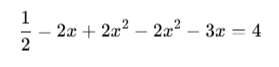 1/2 − 2x + 2x² − 2x² − 3x = 4